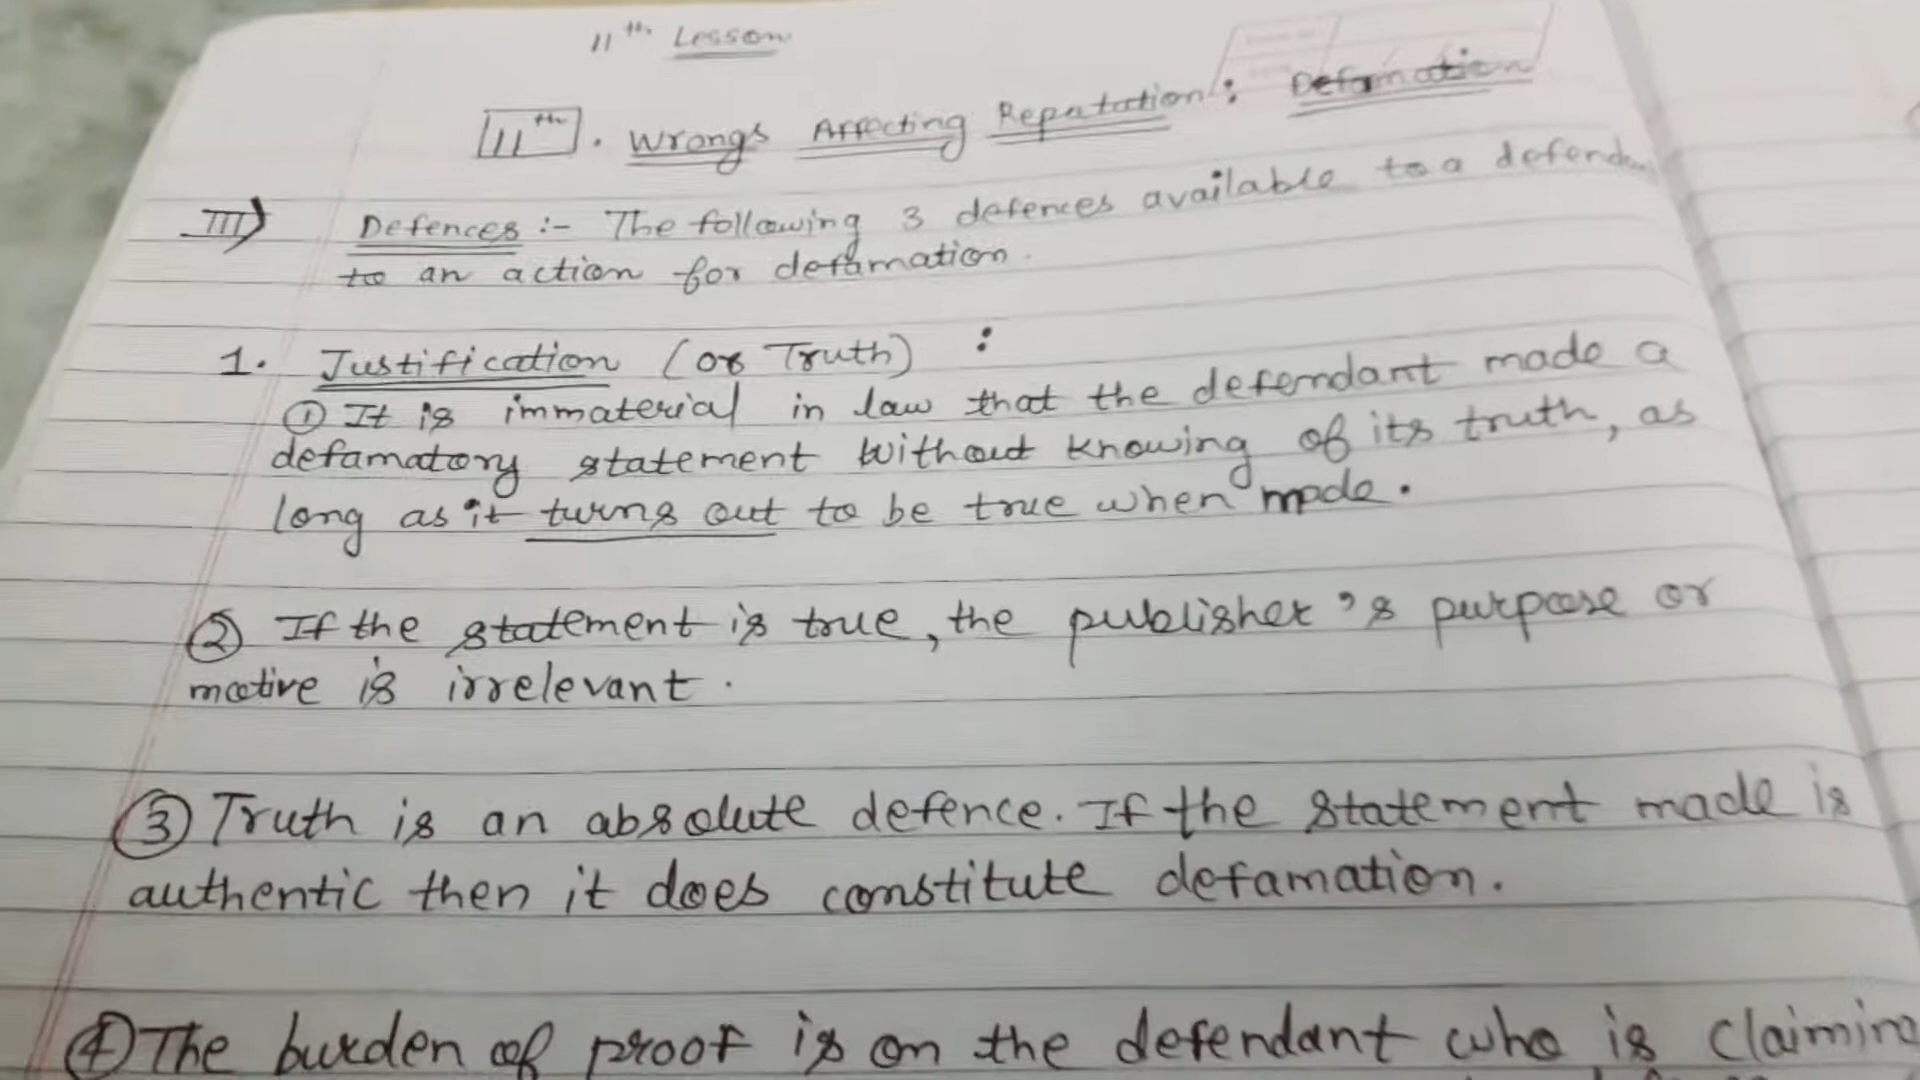 11th Lesson
11th. Wrongs Affecting Reputation: Defamation
III) Defences :- The following 3 defences available to a
to an action for defamation.
1. Justification (or Truth) :
① It is immaterial in law that the defendant made a
defamatory statement without knowing of its truth, as
long as it turns out to be true when made.
② If the statement is true, the publisher's purpose or
motive is irrelevant.
③ Truth is an absolute defence. If the statement made is
authentic then it does constitute defamation.
④ The burden of proof is on the defendant who is claiming